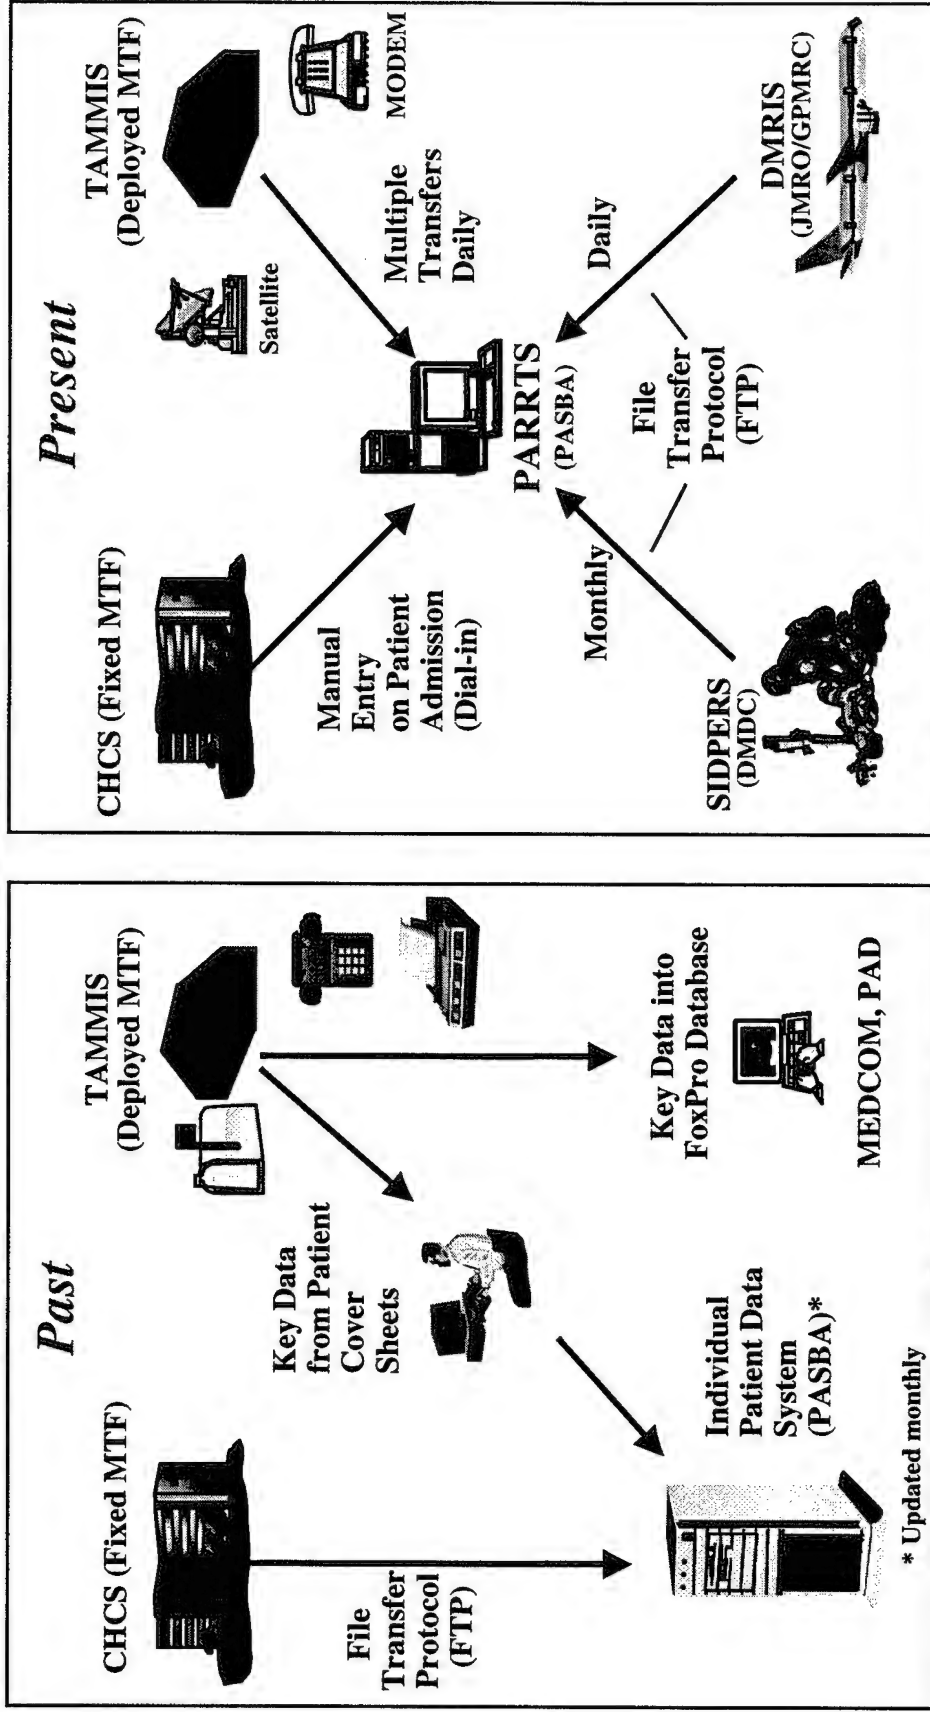 Past
CHCS (Fixed MTF)
TAMMIS
(Deployed MTF)
File
Transfer
Protocol
(FTP)
Key Data
from Patient
Cover
Sheets
Individual
Patient Data
System
(PASBA)*
Key Data into
FoxPro Database
MEDCOM, PAD
* Updated monthly
Present
CHCS (Fixed MTF)
TAMMIS
(Deployed MTF)
Satellite
MODEM
Manual
Entry
on Patient
Admission
(Dial-in)
Multiple
Transfers
Daily
PARRTS
(PASBA)
Monthly
Daily
File
Transfer
Protocol
(FTP)
SIDPERS
(DMDC)
DMRIS
(JMRO/GPMRC)